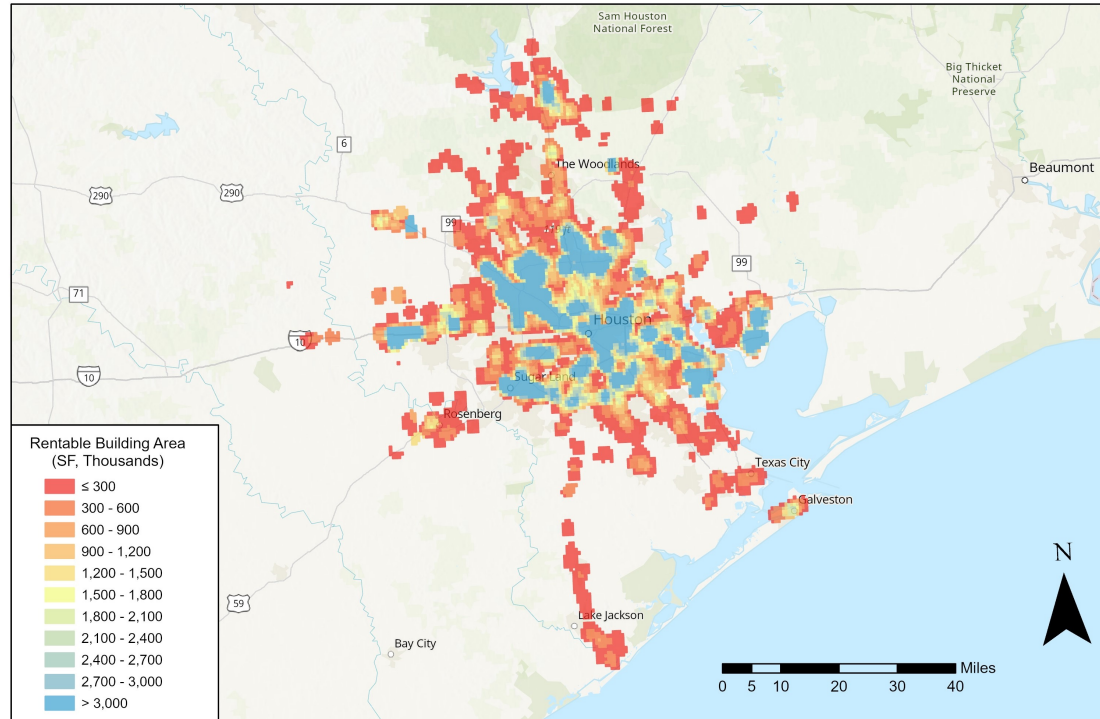 Sam Houston
National Forest
Big Thicket
National
Preserve
6
The Woodlands
Beaumont
290
290
99
99
71
Houston
10
10
Sugar Land
Rosenberg
Texas City
Galveston
59
Lake Jackson
Bay City
Rentable Building Area
(SF, Thousands)
≤ 300
300 - 600
600 - 900
900 - 1,200
1,200 - 1,500
1,500 - 1,800
1,800 - 2,100
2,100 - 2,400
2,400 - 2,700
2,700 - 3,000
> 3,000
N
Miles
0 5 10 20 30 40